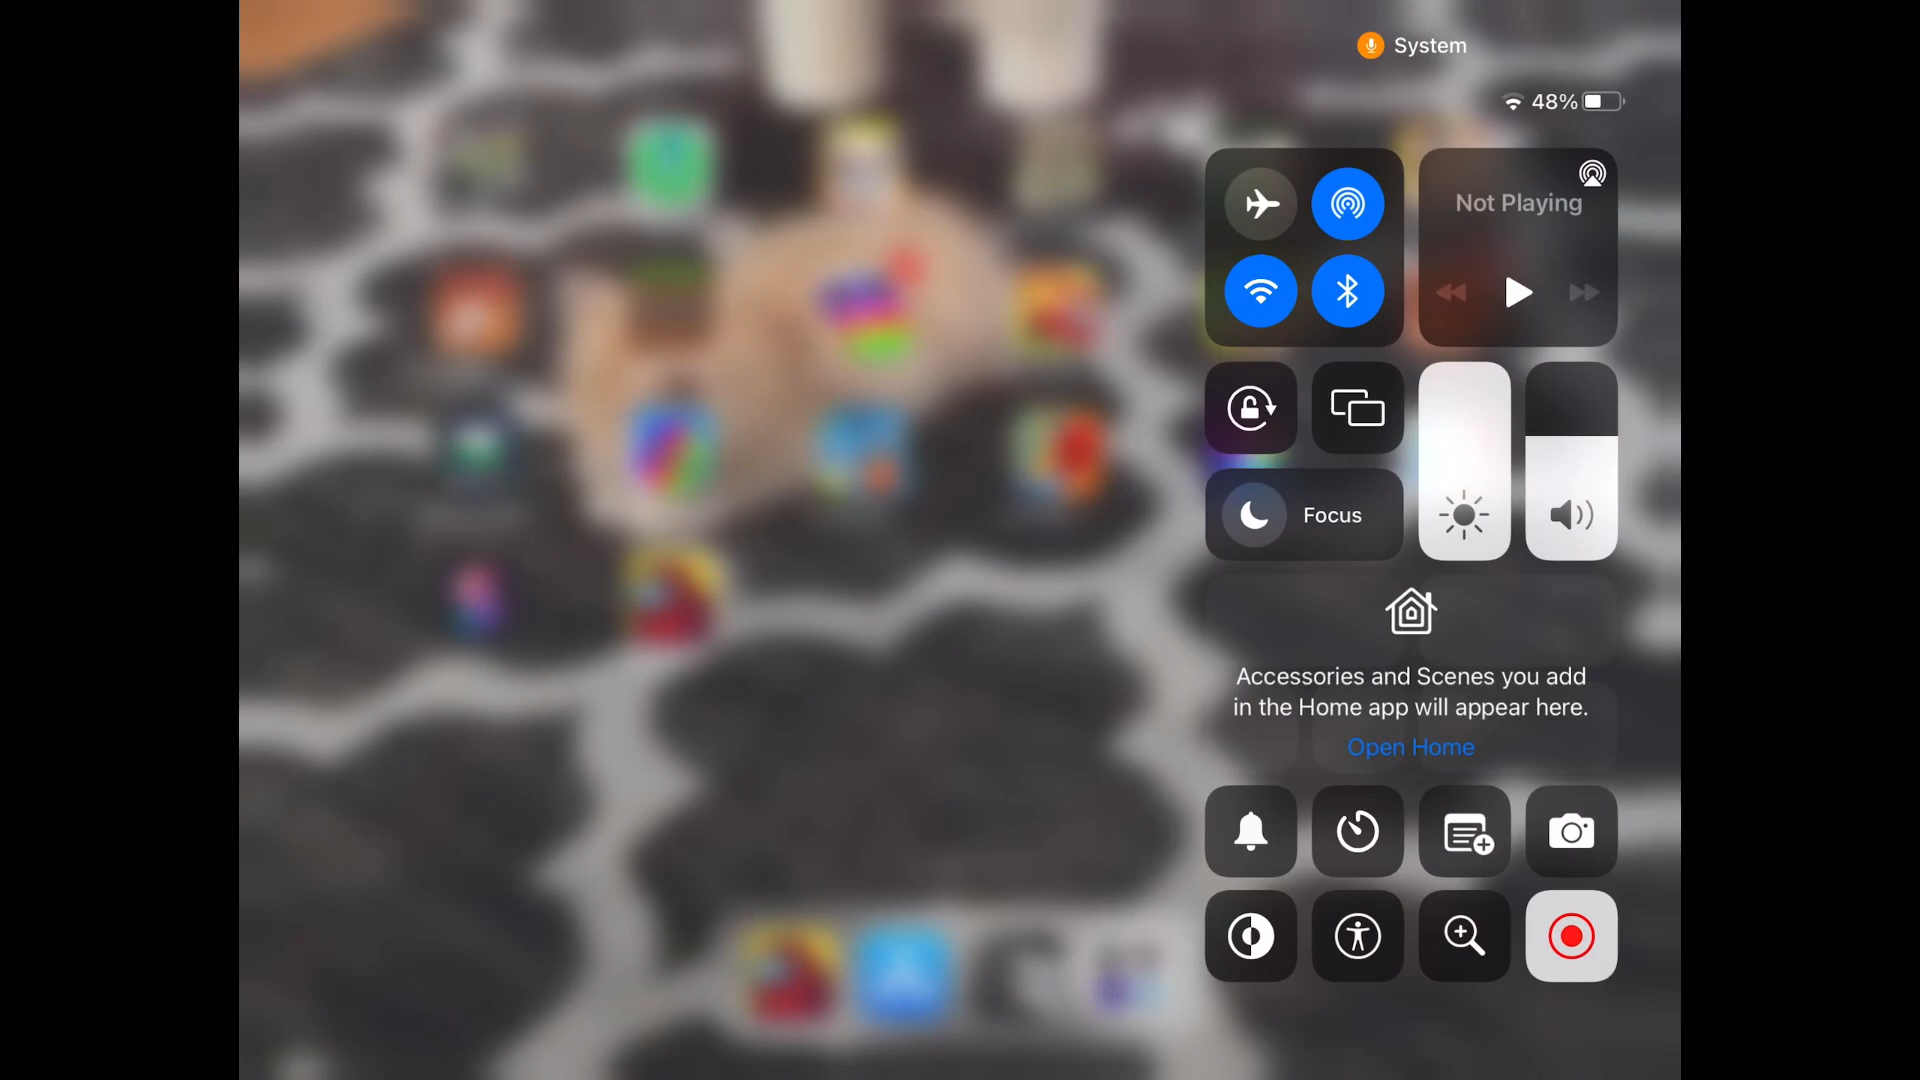 System
48%
Not Playing
Focus
Accessories and Scenes you add
in the Home app will appear here.
Open Home